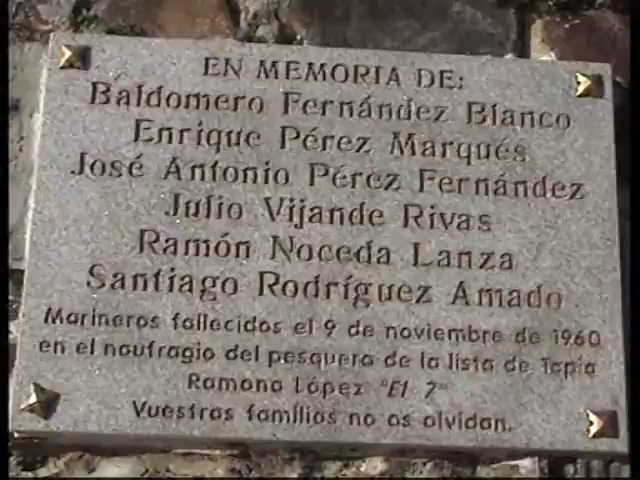 EN MEMORIA DE:
Baldomero Fernández Blanco
Enrique Pérez Marqués
José Antonio Pérez Fernández
Julio Vijande Rivas
Ramón Noceda Lanza
Santiago Rodríguez Amado
Marineros fallecidos el 9 de noviembre de 1960
en el naufragio del pesquero de la lista de Tapia
Ramona López "El 7"
Vuestras familias no os olvidan.